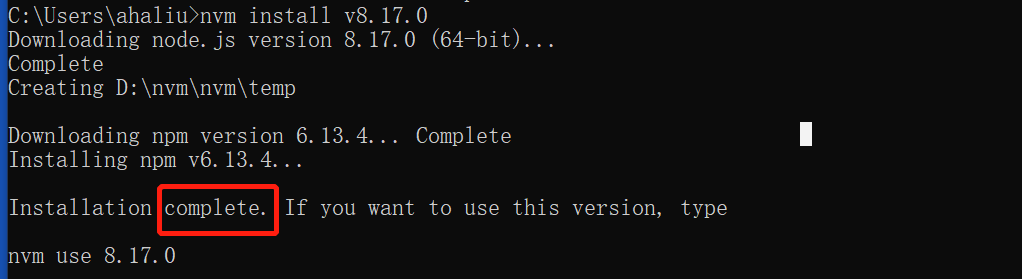 C:\Users\ahaliu>nvm install v8.17.0
Downloading node.js version 8.17.0 (64-bit)...
Complete
Creating D:\nvm\nvm\temp
Downloading npm version 6.13.4... Complete
Installing npm v6.13.4...
Installation complete. If you want to use this version, type
nvm use 8.17.0